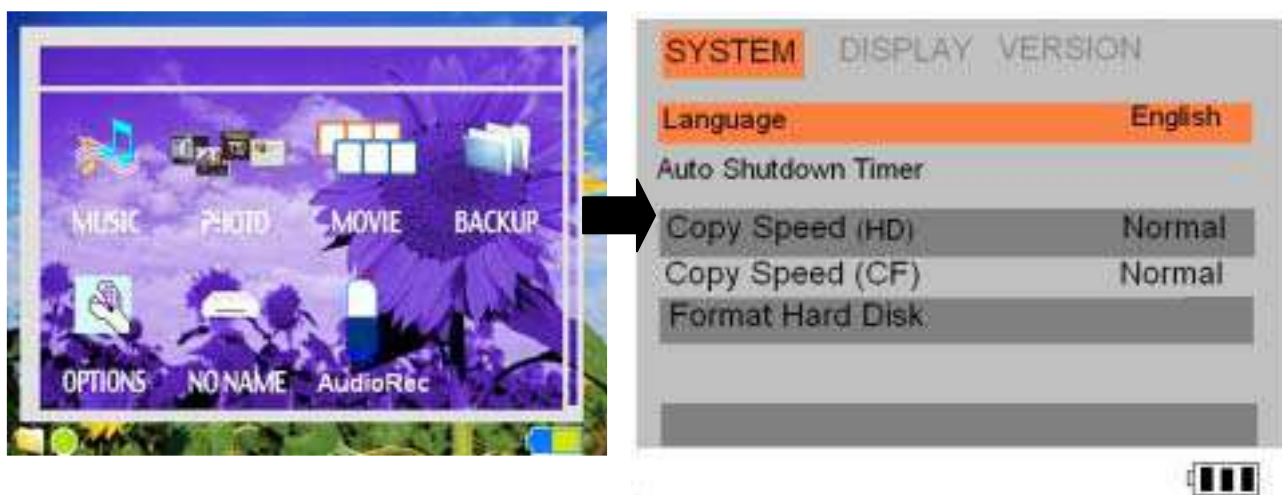 MUSIC PHOTO MOVIE BACKUP
OPTIONS NO NAME AudioRec
SYSTEM DISPLAY VERSION
Language English
Auto Shutdown Timer
Copy Speed (HD) Normal
Copy Speed (CF) Normal
Format Hard Disk